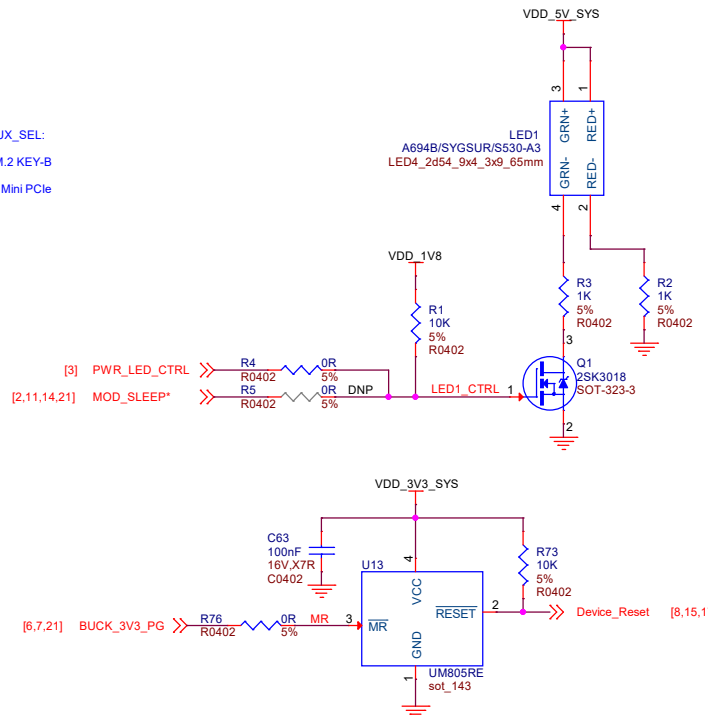 VDD_5V_SYS
3
1
GRN+
RED+
GRN-
RED-
LED1
A694B/SYGSUR/S530-A3
LED4_2d54_9x4_3x9_65mm
4
2
UX_SEL:
M.2 KEY-B
Mini PCIe
VDD_1V8
R1
10K
5%
R0402
R3
1K
5%
R0402
R2
1K
5%
R0402
[3] PWR_LED_CTRL
R4
0R
R0402
5%
[2,11,14,21] MOD_SLEEP*
R5
0R
DNP
R0402
5%
LED1_CTRL
1
3
Q1
2SK3018
SOT-323-3
2
VDD_3V3_SYS
C63
100nF
16V,X7R
C0402
U13
4
VCC
R73
10K
5%
R0402
[6,7,21] BUCK_3V3_PG
R76
0R
R0402
5%
MR
3
MR
RESET
2
Device_Reset [8,15,1
GND
1
UM805RE
sot_143